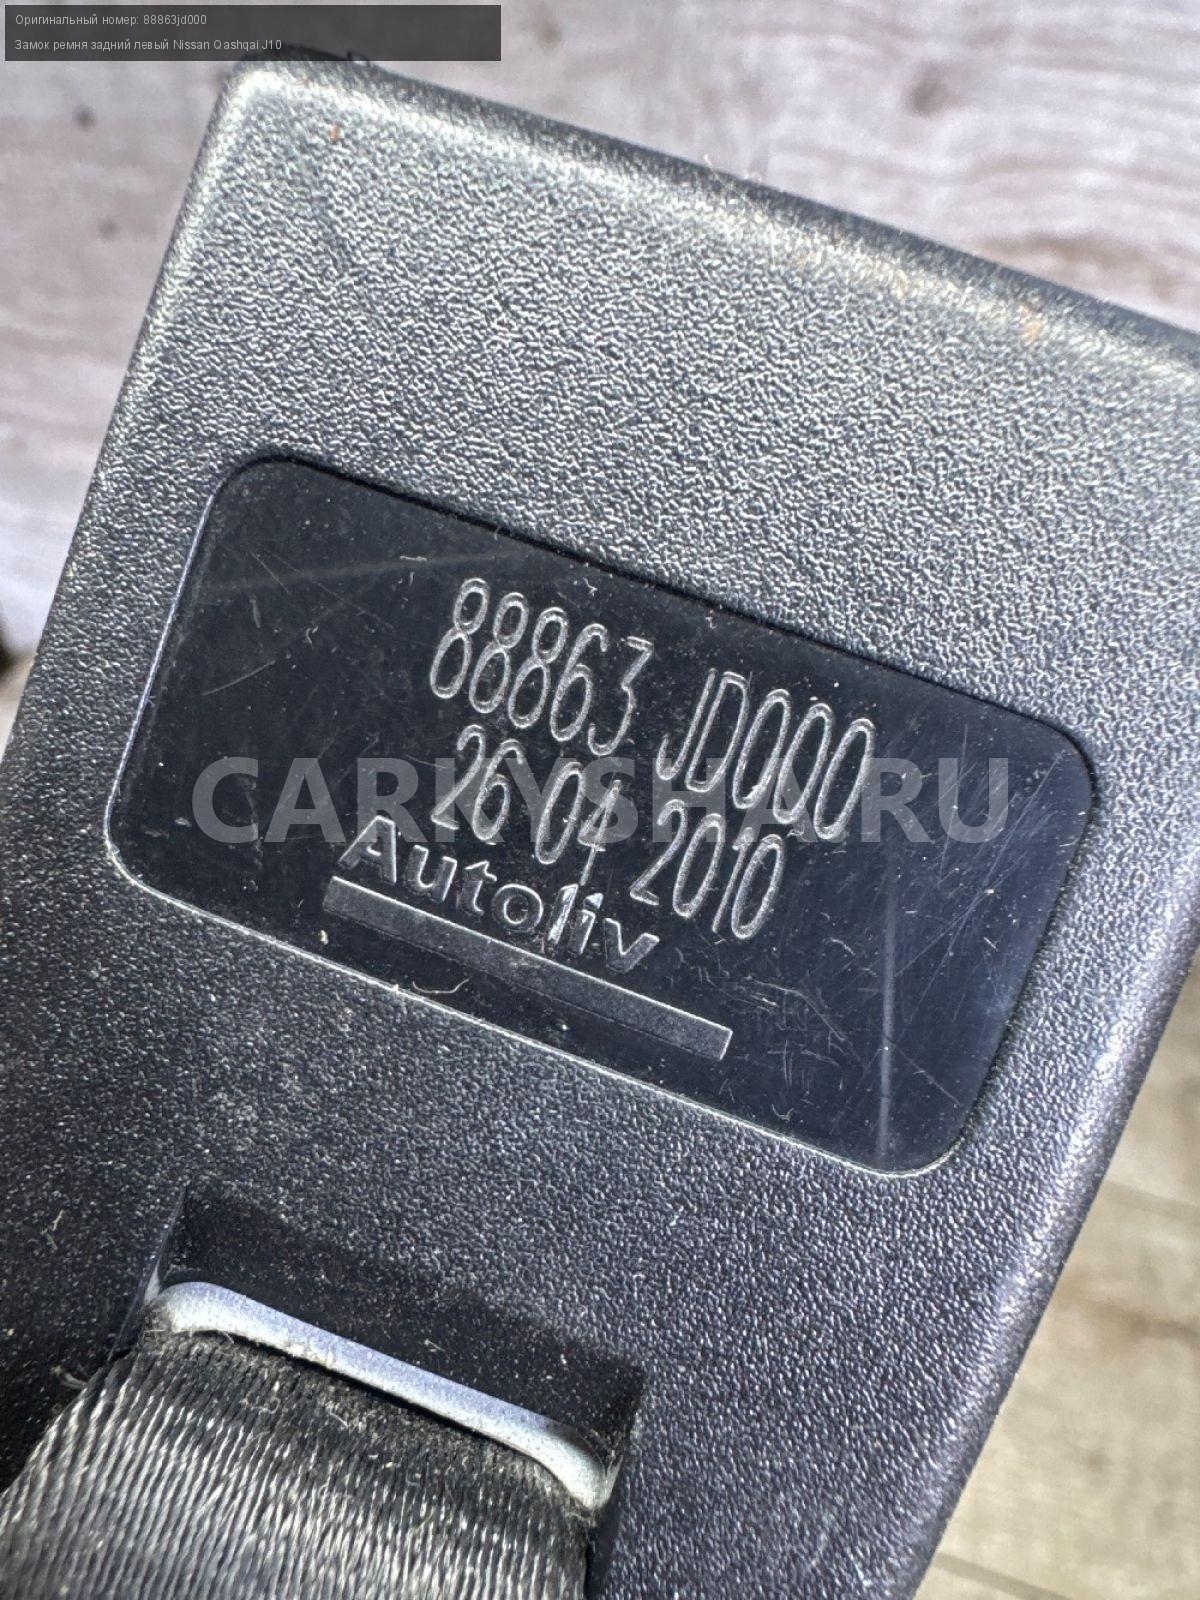 Оригинальный номер: 88863jd000
Замок ремня задний левый Nissan Qashqai J10
88863 JD000
26 04 2010
Autoliv
CARKYSHA.RU